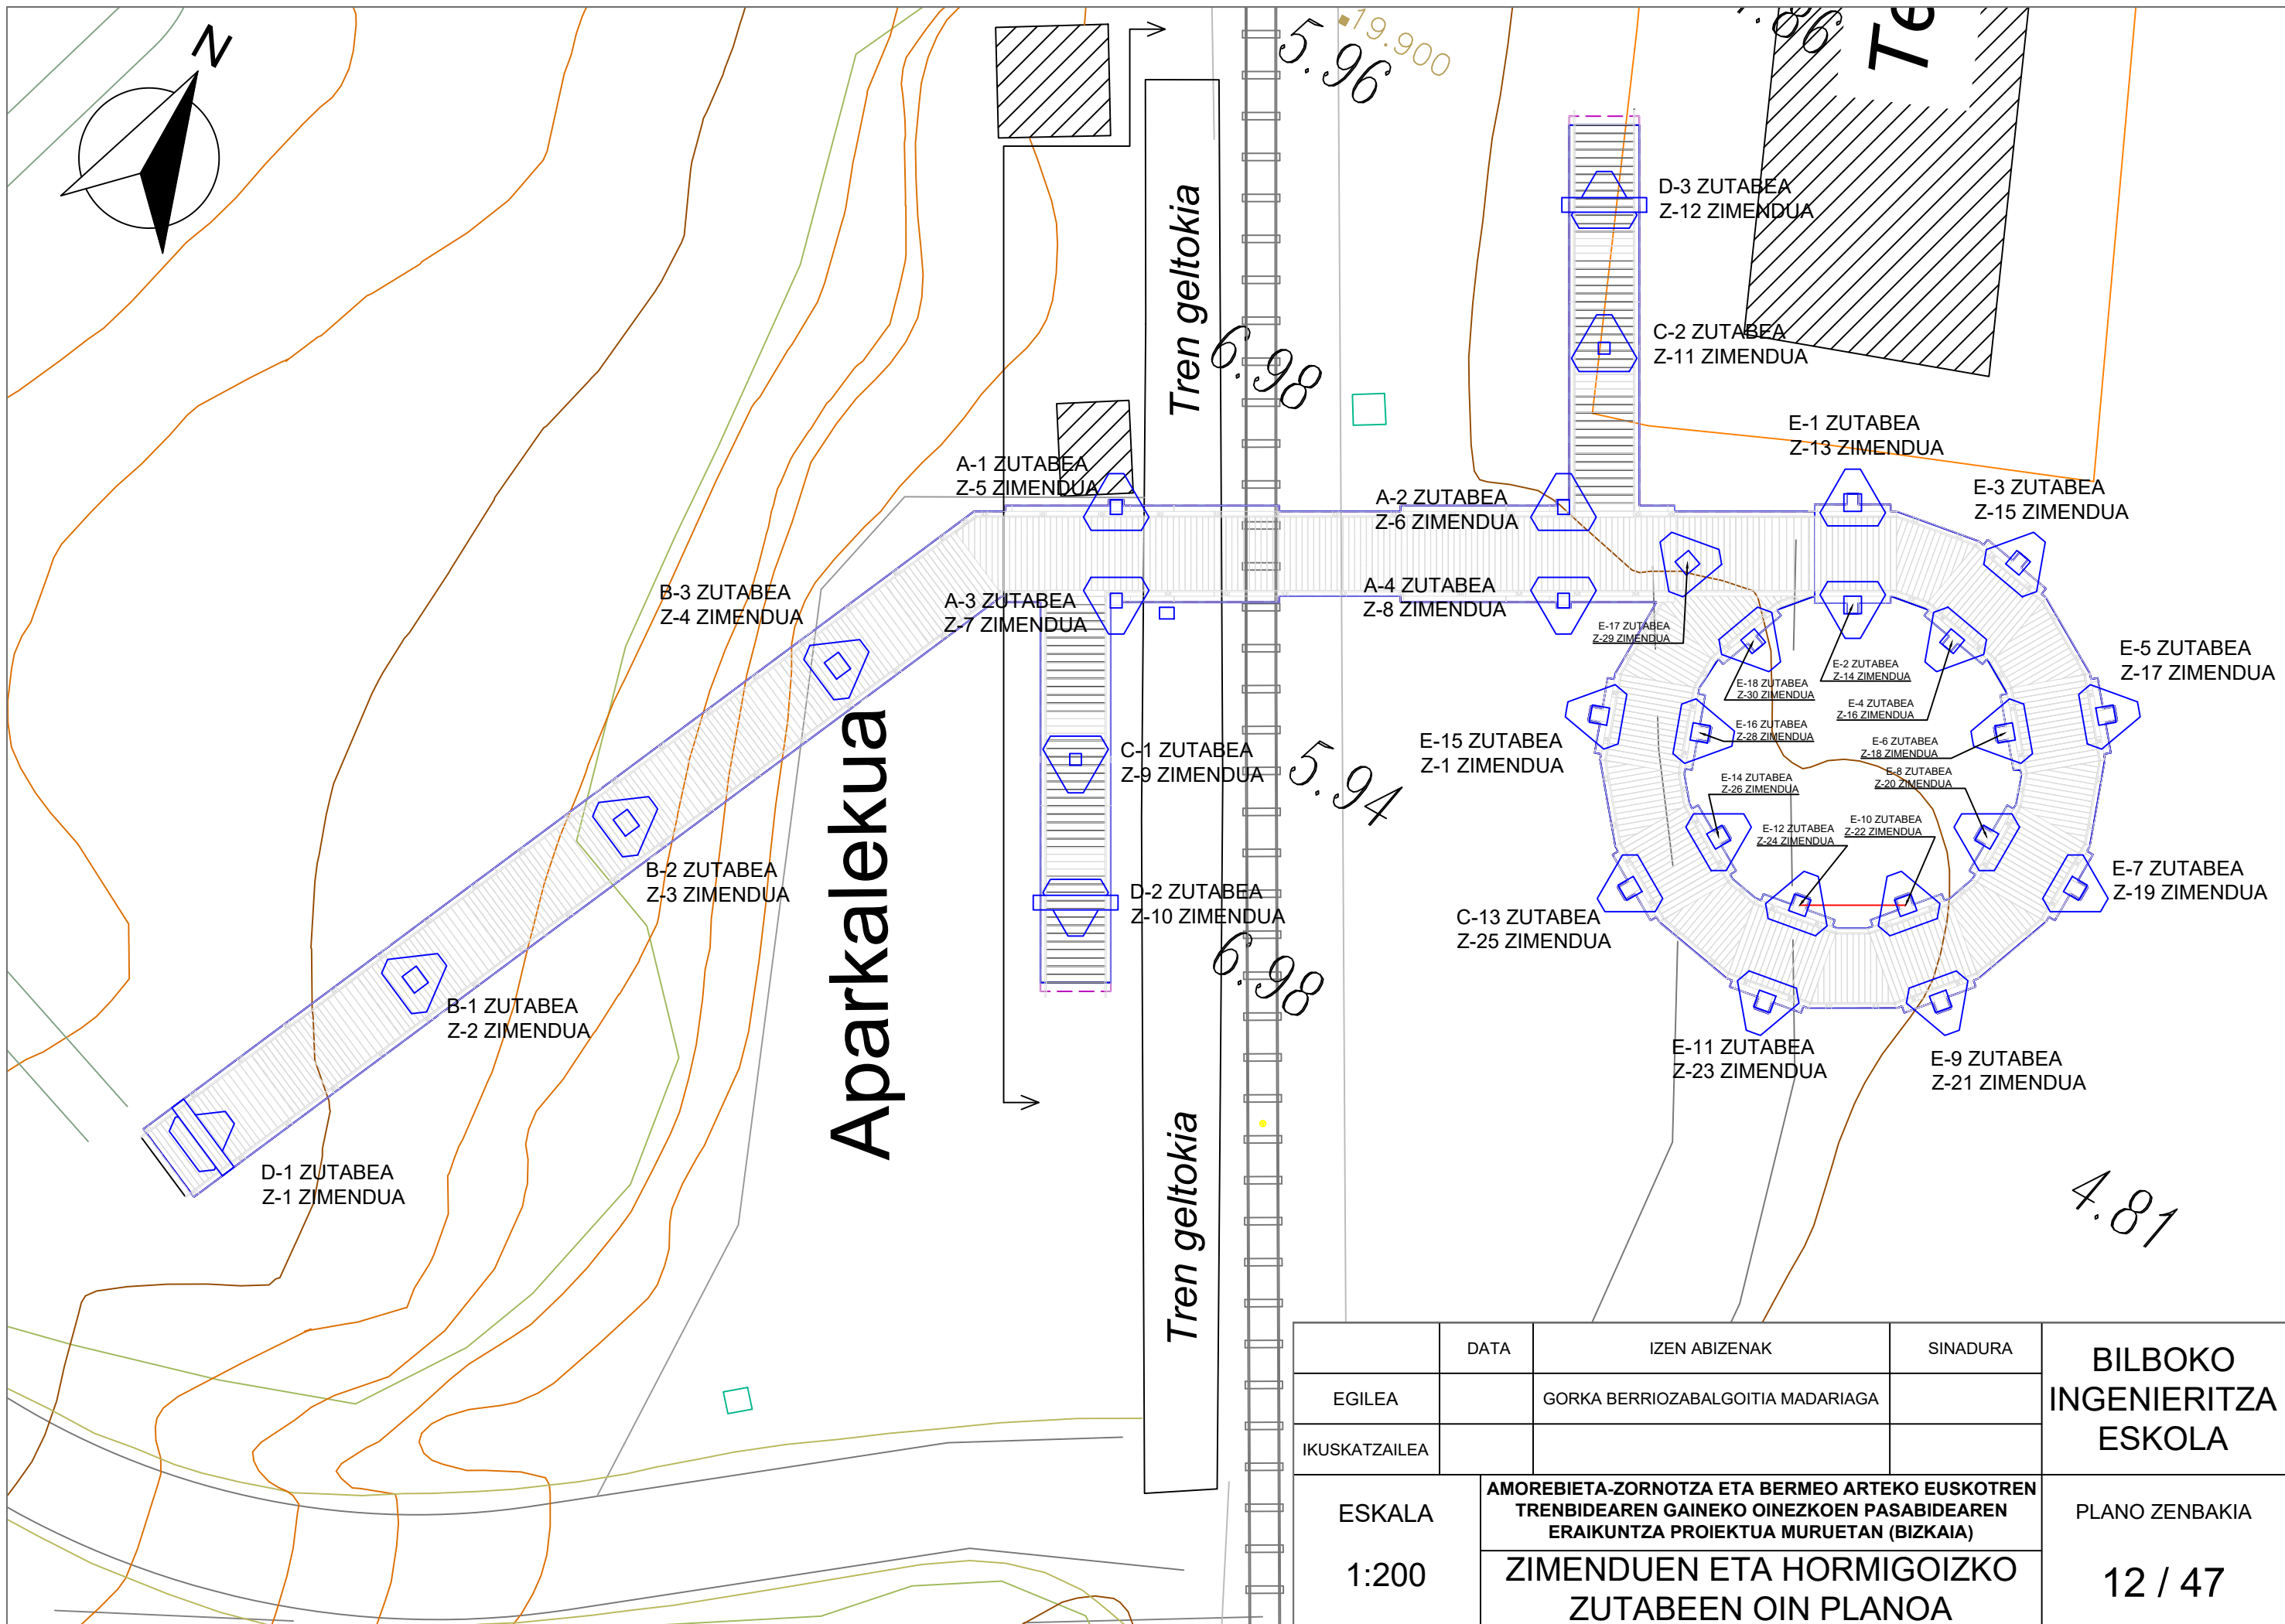 N
5.96
19.900
Tren geltokia
D-3 ZUTABEA
Z-12 ZIMENDUA
6.98
C-2 ZUTABEA
Z-11 ZIMENDUA
E-1 ZUTABEA
Z-13 ZIMENDUA
A-1 ZUTABEA
Z-5 ZIMENDUA
A-2 ZUTABEA
Z-6 ZIMENDUA
E-3 ZUTABEA
Z-15 ZIMENDUA
B-3 ZUTABEA
Z-4 ZIMENDUA
A-3 ZUTABEA
Z-7 ZIMENDUA
A-4 ZUTABEA
Z-8 ZIMENDUA
E-17 ZUTABEA
Z-29 ZIMENDUA
E-2 ZUTABEA
Z-14 ZIMENDUA
E-18 ZUTABEA
Z-30 ZIMENDUA
E-4 ZUTABEA
Z-16 ZIMENDUA
E-5 ZUTABEA
Z-17 ZIMENDUA
E-16 ZUTABEA
Z-28 ZIMENDUA
E-6 ZUTABEA
Z-18 ZIMENDUA
E-15 ZUTABEA
Z-1 ZIMENDUA
C-1 ZUTABEA
Z-9 ZIMENDUA
5.94
E-14 ZUTABEA
Z-26 ZIMENDUA
E-8 ZUTABEA
Z-20 ZIMENDUA
E-12 ZUTABEA
Z-24 ZIMENDUA
E-10 ZUTABEA
Z-22 ZIMENDUA
Aparkalekua
B-2 ZUTABEA
Z-3 ZIMENDUA
D-2 ZUTABEA
Z-10 ZIMENDUA
E-7 ZUTABEA
Z-19 ZIMENDUA
C-13 ZUTABEA
Z-25 ZIMENDUA
6.98
B-1 ZUTABEA
Z-2 ZIMENDUA
E-11 ZUTABEA
Z-23 ZIMENDUA
E-9 ZUTABEA
Z-21 ZIMENDUA
D-1 ZUTABEA
Z-1 ZIMENDUA
Tren geltokia
4.81
DATA
IZEN ABIZENAK
SINADURA
EGILEA
GORKA BERRIOZABALGOITIA MADARIAGA
IKUSKATZAILEA
BILBOKO
INGENIERITZA
ESKOLA
ESKALA
1:200
AMOREBIETA-ZORNOTZA ETA BERMEO ARTEKO EUSKOTREN
TRENBIDEAREN GAINEKO OINEZKOEN PASABIDEAREN
ERAIKUNTZA PROIEKTUA MURUETAN (BIZKAIA)
ZIMENDUEN ETA HORMIGOIZKO
ZUTABEEN OIN PLANOA
PLANO ZENBAKIA
12 / 47